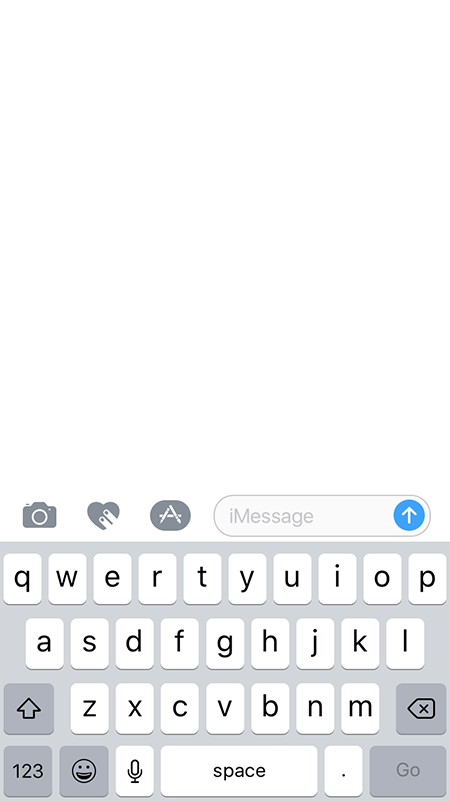 iMessage
q w e r t y u i o p
a s d f g h j k l
z x c v b n m
123 space . Go